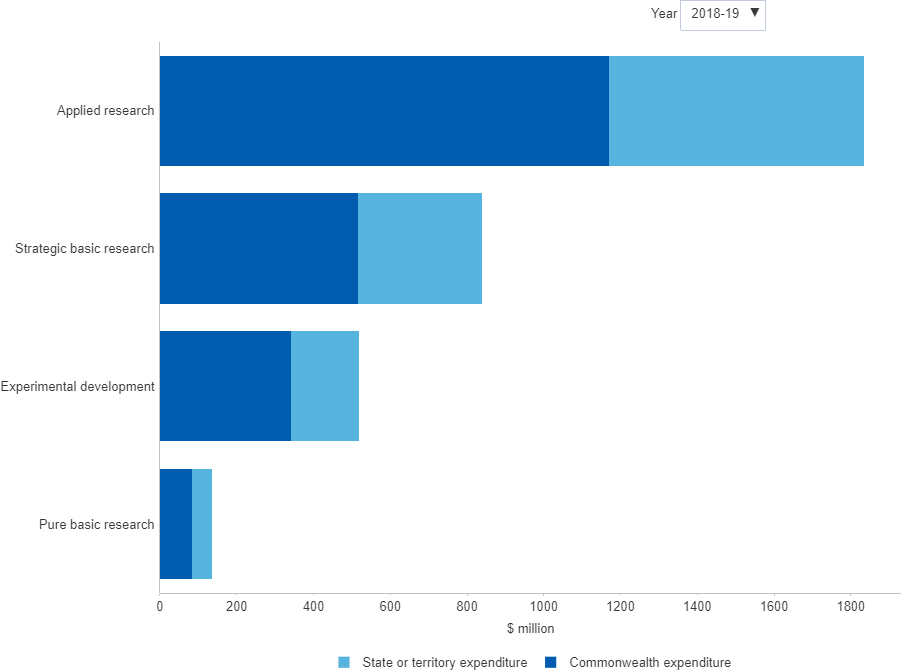 Year 2018-19 ▼
Applied research
Strategic basic research
Experimental development
Pure basic research
0 200 400 600 800 1000 1200 1400 1600 1800
$ million
State or territory expenditure Commonwealth expenditure